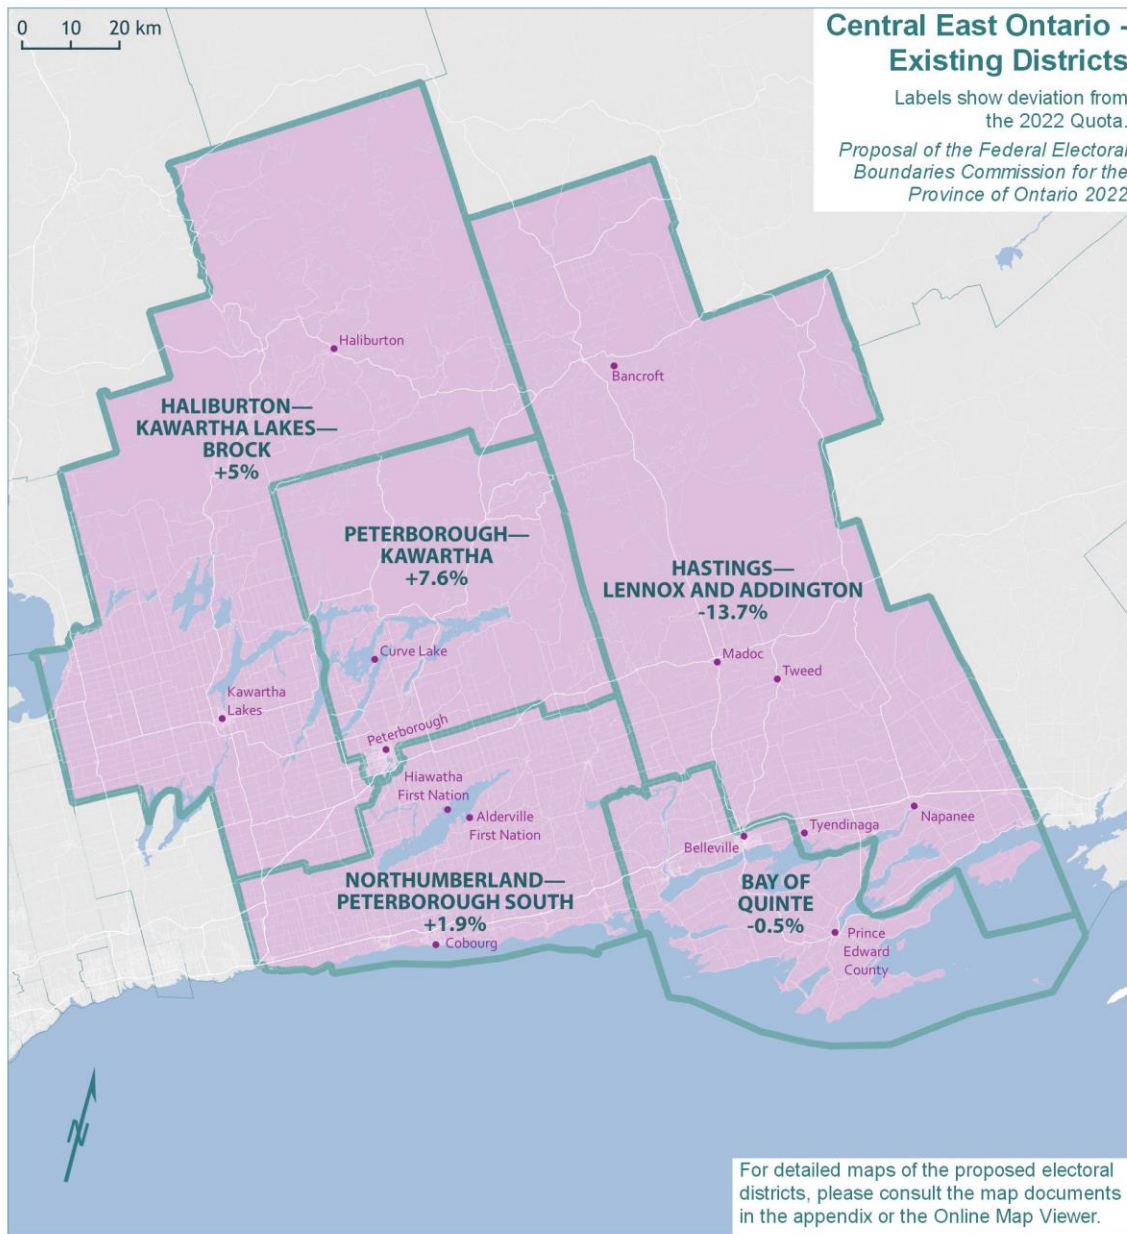 0 10 20 km
Central East Ontario -
Existing Districts
Labels show deviation from
the 2022 Quota.
Proposal of the Federal Electoral
Boundaries Commission for the
Province of Ontario 2022
Haliburton
Bancroft
HALIBURTON—
KAWARTHA LAKES—
BROCK
+5%
PETERBOROUGH—
KAWARTHA
+7.6%
HASTINGS—
LENNOX AND ADDINGTON
-13.7%
Curve Lake
Madoc
Tweed
Kawartha
Lakes
Peterborough
Hiawatha
First Nation
Alderville
First Nation
Napanee
Tyendinaga
Belleville
NORTHUMBERLAND—
PETERBOROUGH SOUTH
+1.9%
Cobourg
BAY OF
QUINTE
-0.5%
Prince
Edward
County
N
For detailed maps of the proposed electoral
districts, please consult the map documents
in the appendix or the Online Map Viewer.